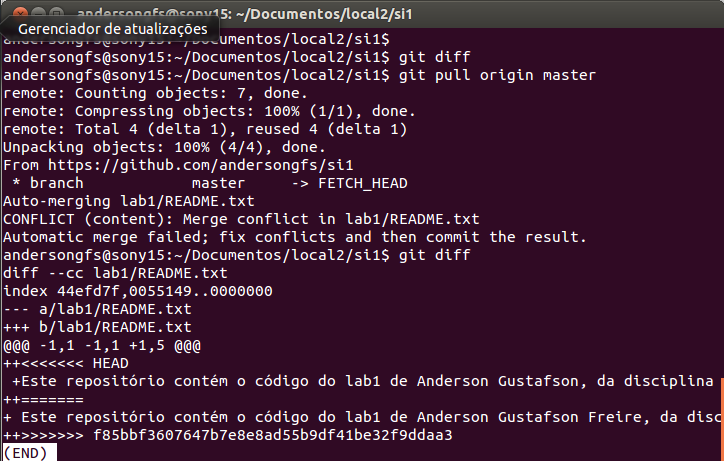 andersongfs@sony15: ~/Documentos/local2/si1
Gerenciador de atualizações
andersongfs@sony15:~/Documentos/local2/si1$
andersongfs@sony15:~/Documentos/local2/si1$ git diff
andersongfs@sony15:~/Documentos/local2/si1$ git pull origin master
remote: Counting objects: 7, done.
remote: Compressing objects: 100% (1/1), done.
remote: Total 4 (delta 1), reused 4 (delta 1)
Unpacking objects: 100% (4/4), done.
From https://github.com/andersongfs/si1
 * branch            master     -> FETCH_HEAD
Auto-merging lab1/README.txt
CONFLICT (content): Merge conflict in lab1/README.txt
Automatic merge failed; fix conflicts and then commit the result.
andersongfs@sony15:~/Documentos/local2/si1$ git diff
diff --cc lab1/README.txt
index 44efd7f,0055149..0000000
--- a/lab1/README.txt
+++ b/lab1/README.txt
@@@ -1,1 -1,1 +1,5 @@@
++<<<<<<< HEAD
 +Este repositório contém o código do lab1 de Anderson Gustafson, da disciplina
++=======
+ Este repositório contém o código do lab1 de Anderson Gustafson Freire, da disc
++>>>>>>> f85bbf3607647b7e8e8ad55b9df41be32f9ddaa3
(END)